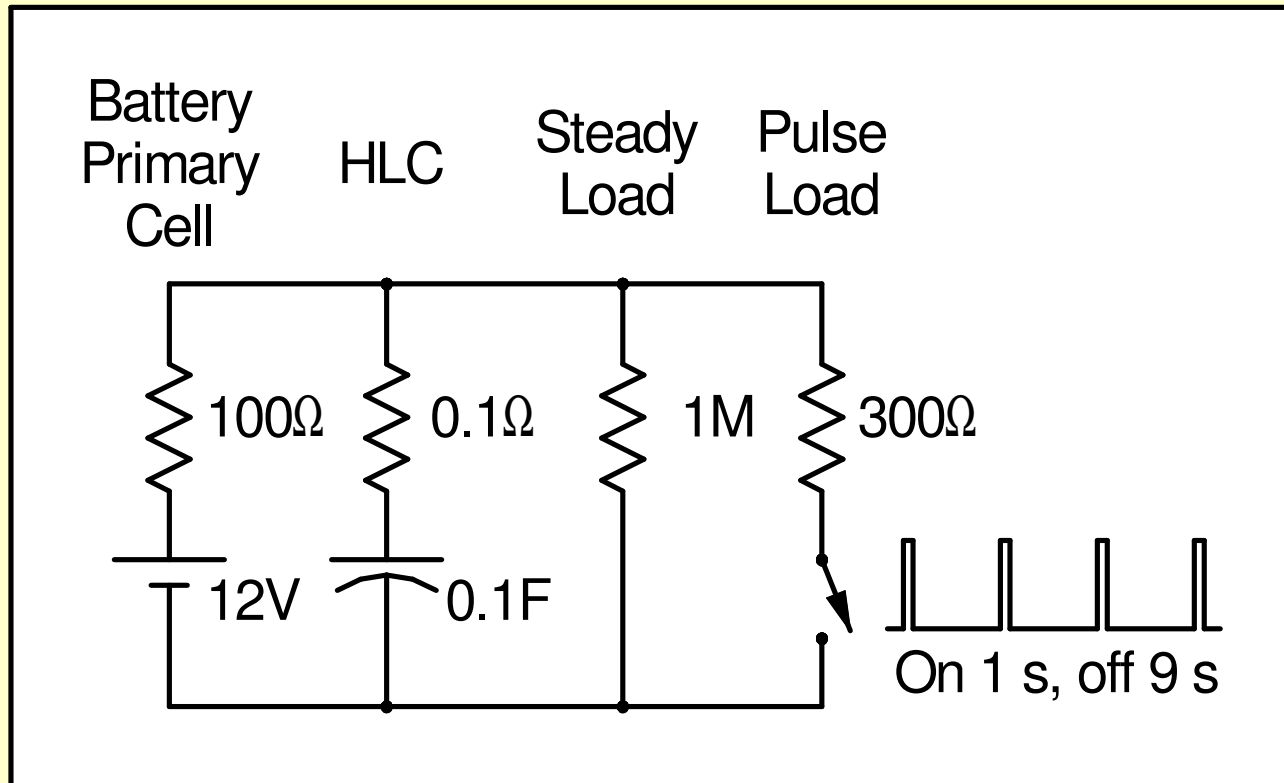 Battery
Primary
Cell
HLC
Steady
Load
Pulse
Load
100Ω
0.1Ω
1M
300Ω
12V
0.1F
On 1 s, off 9 s